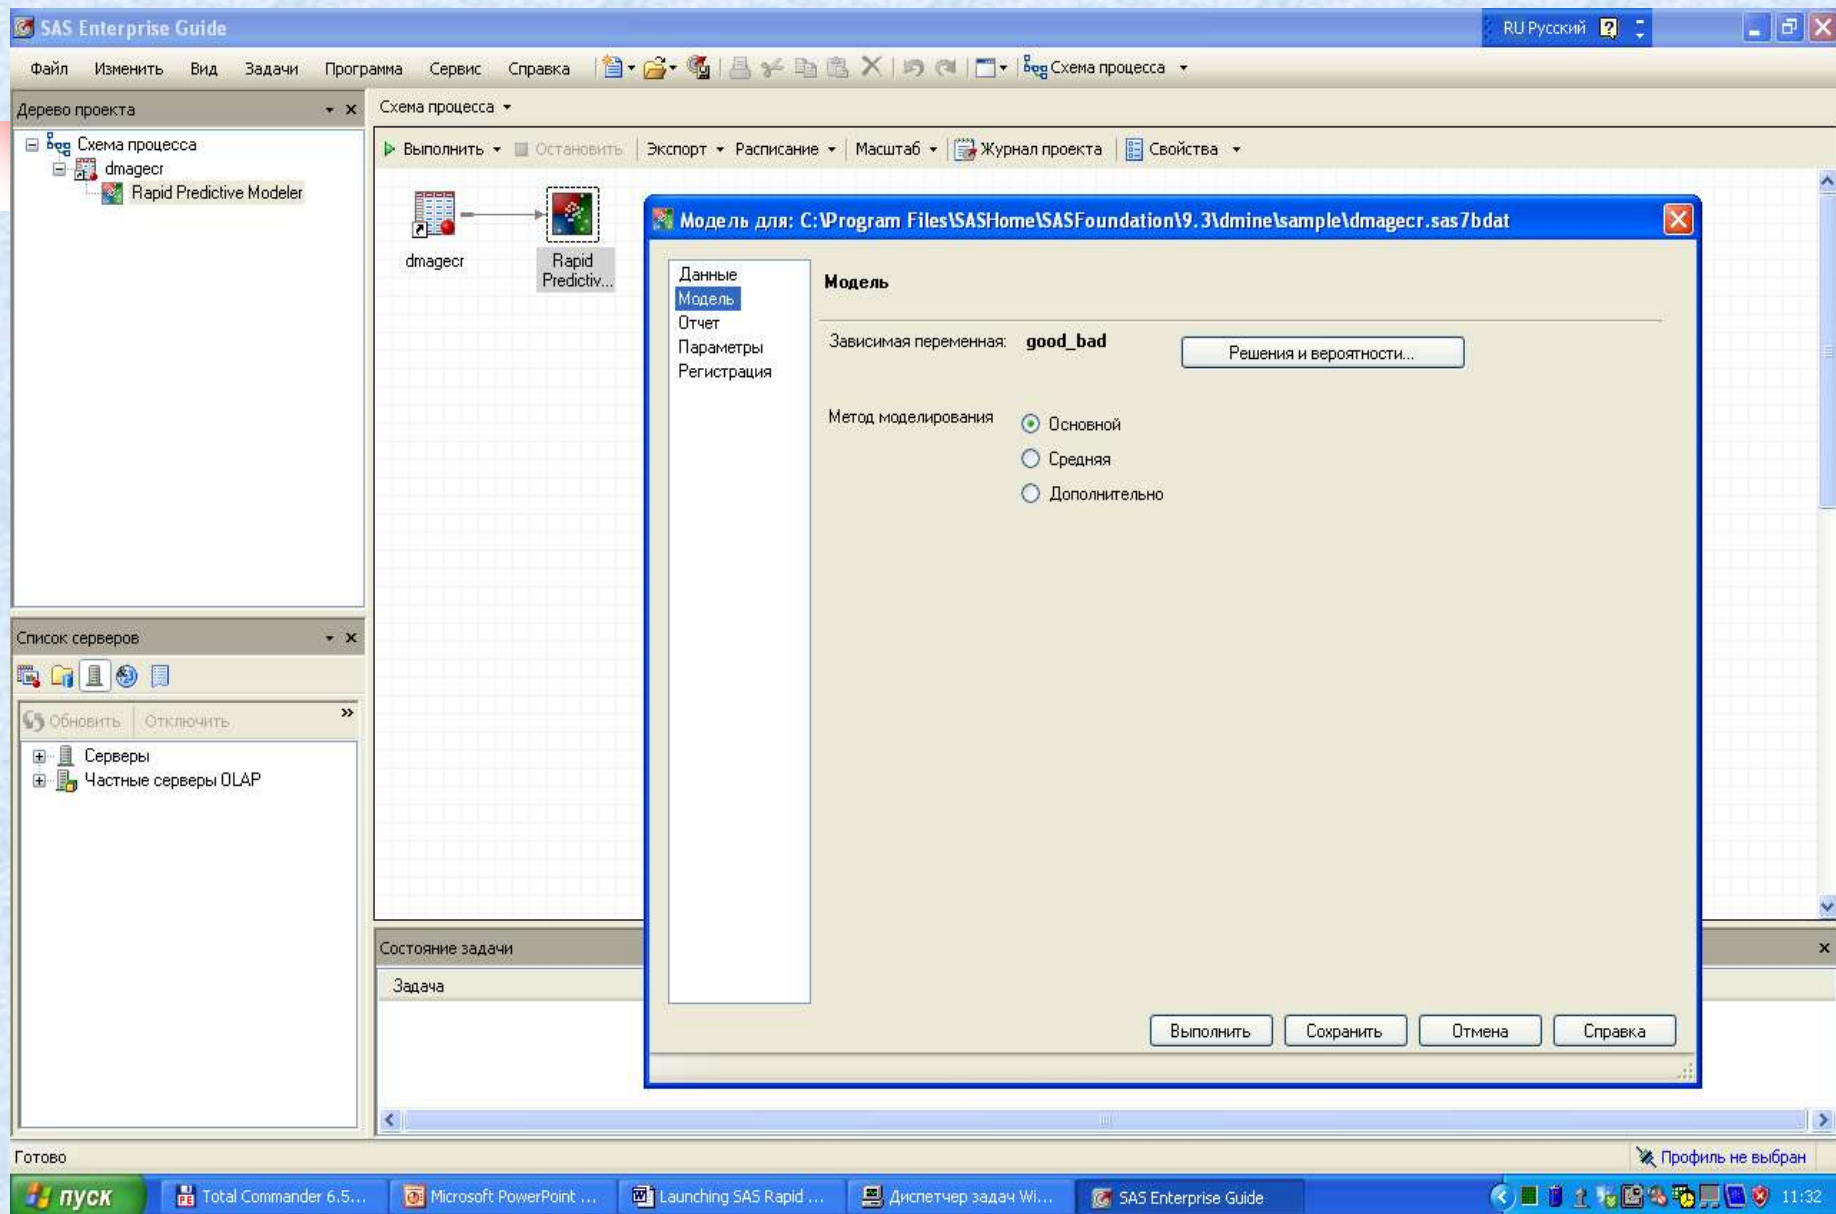 SAS Enterprise Guide
RU Русский
Файл Изменить Вид Задачи Программа Сервис Справка Схема процесса
Дерево проекта
Схема процесса
dmagecr
Rapid Predictive Modeler
Схема процесса
Выполнить Остановить Экспорт Расписание Масштаб Журнал проекта Свойства
dmagecr
Rapid
Predictiv...
Модель для: C:\Program Files\SASHome\SASFoundation\9.3\dmine\sample\dmagecr.sas7bdat
Данные
Модель
Отчет
Параметры
Регистрация
Модель
Зависимая переменная: good_bad
Решения и вероятности...
Метод моделирования
Основной
Средняя
Дополнительно
Выполнить Сохранить Отмена Справка
Список серверов
Обновить Отключить
Серверы
Частные серверы OLAP
Состояние задачи
Задача
Готово
Профиль не выбран
пуск
Total Commander 6.5...
Microsoft PowerPoint ...
Launching SAS Rapid ...
Диспетчер задач Wi...
SAS Enterprise Guide
11:32